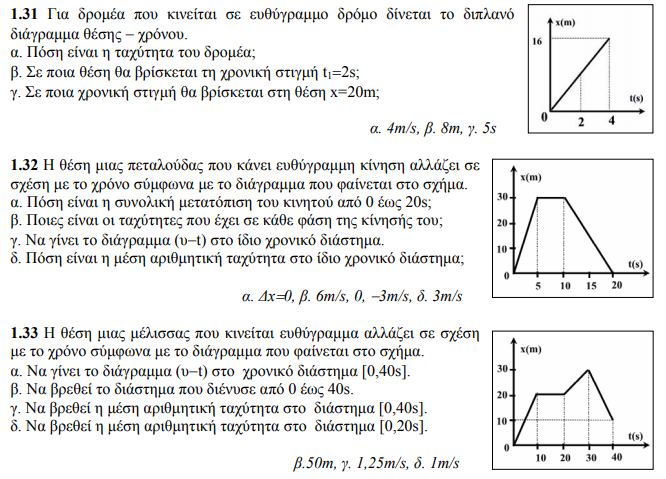 1.31 Για δρομέα που κινείται σε ευθύγραμμο δρόμο δίνεται το διπλανό
διάγραμμα θέσης – χρόνου.
α. Πόση είναι η ταχύτητα του δρομέα;
β. Σε ποια θέση θα βρίσκεται τη χρονική στιγμή t₁=2s;
γ. Σε ποια χρονική στιγμή θα βρίσκεται στη θέση x=20m;
α. 4m/s, β. 8m, γ. 5s
x(m)
16
t(s)
0 2 4
1.32 Η θέση μιας πεταλούδας που κάνει ευθύγραμμη κίνηση αλλάζει σε
σχέση με το χρόνο σύμφωνα με το διάγραμμα που φαίνεται στο σχήμα.
α. Πόση είναι η συνολική μετατόπιση του κινητού από 0 έως 20s;
β. Ποιες είναι οι ταχύτητες που έχει σε κάθε φάση της κίνησής του;
γ. Να γίνει το διάγραμμα (υ–t) στο ίδιο χρονικό διάστημα.
δ. Πόση είναι η μέση αριθμητική ταχύτητα στο ίδιο χρονικό διάστημα;
α. Δx=0, β. 6m/s, 0, –3m/s, δ. 3m/s
x(m)
30
20
10
t(s)
0 5 10 15 20
1.33 Η θέση μιας μέλισσας που κινείται ευθύγραμμα αλλάζει σε σχέση
με το χρόνο σύμφωνα με το διάγραμμα που φαίνεται στο σχήμα.
α. Να γίνει το διάγραμμα (υ–t) στο χρονικό διάστημα [0,40s].
β. Να βρεθεί το διάστημα που διένυσε από 0 έως 40s.
γ. Να βρεθεί η μέση αριθμητική ταχύτητα στο διάστημα [0,40s].
δ. Να βρεθεί η μέση αριθμητική ταχύτητα στο διάστημα [0,20s].
β.50m, γ. 1,25m/s, δ. 1m/s
x(m)
30
20
10
t(s)
0 10 20 30 40